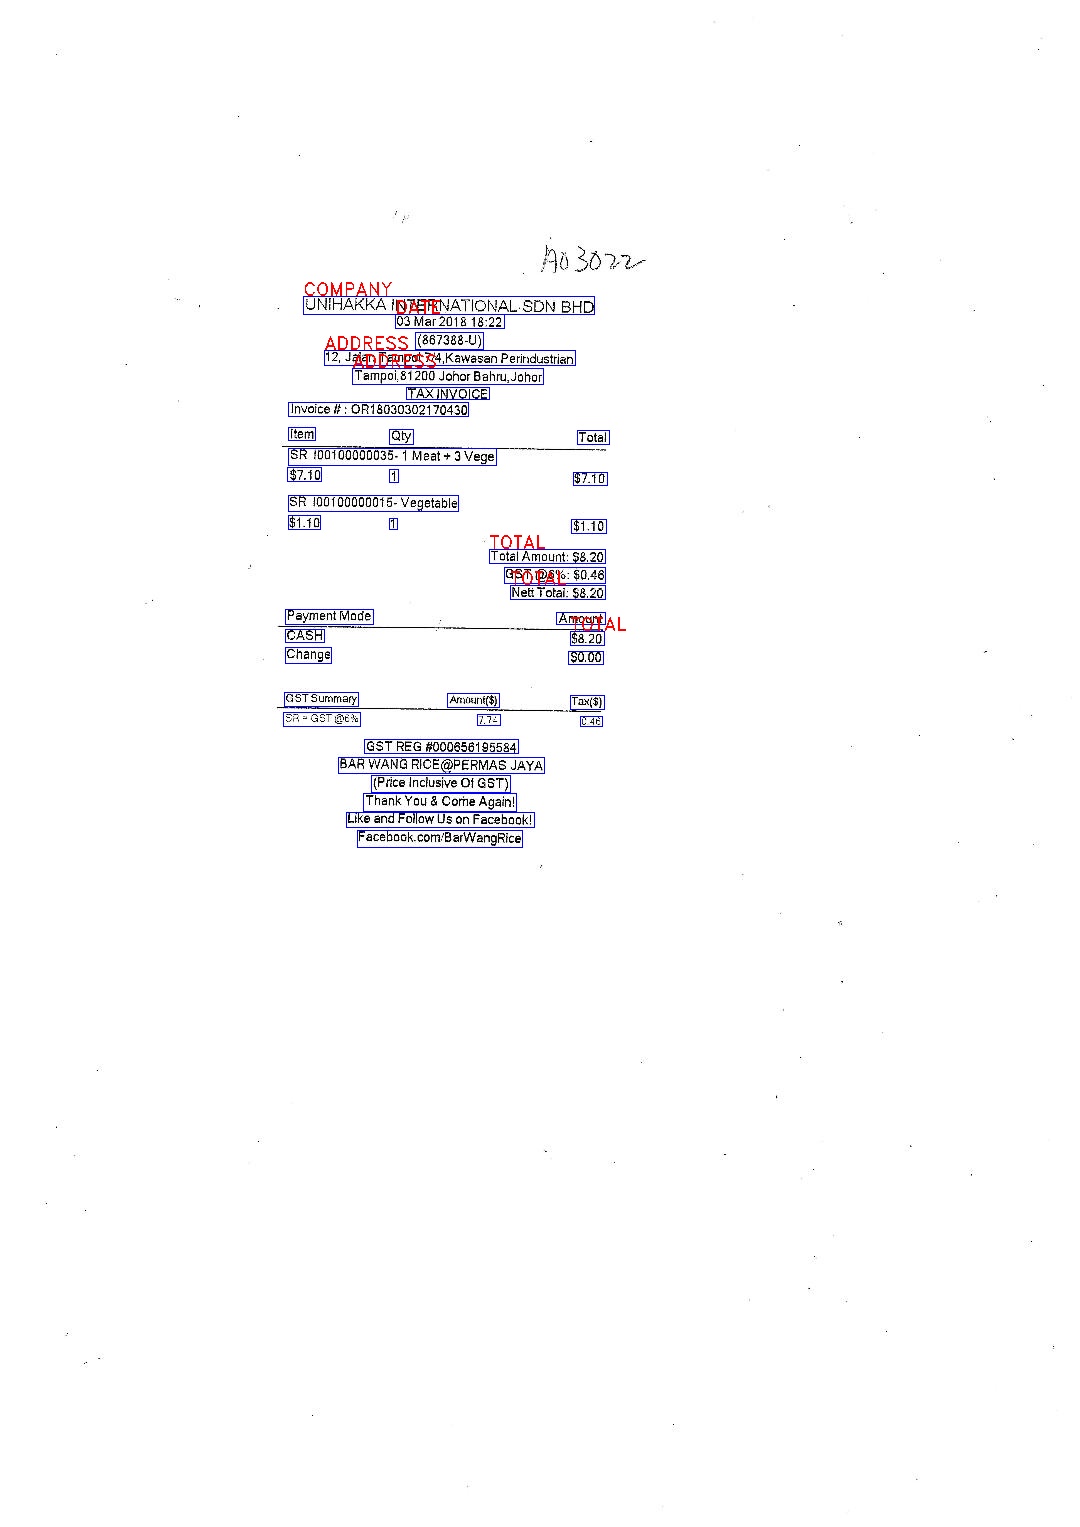 A03022
COMPANY
UNIHAKKA INTERNATIONAL SDN BHD
DATE
03 Mar 2018 18:22
ADDRESS (867388-U)
12, Jalan Tampoi 7/4,Kawasan Perindustrian
ADDRESS
Tampoi,81200 Johor Bahru,Johor
TAX INVOICE
Invoice # : OR18030302170430
Item Qty Total
SR I00100000035- 1 Meat + 3 Vege
$7.10 1 $7.10
SR I00100000015- Vegetable
$1.10 1 $1.10
TOTAL
Total Amount: $8.20
GST @6%: $0.46
TOTAL
Nett Total: $8.20
Payment Mode Amount
TOTAL
CASH $8.20
Change $0.00
GST Summary Amount($) Tax($)
SR = GST @6% 7.74 0.46
GST REG #000656195584
BAR WANG RICE@PERMAS JAYA
(Price Inclusive Of GST)
Thank You & Come Again!
Like and Follow Us on Facebook!
Facebook.com/BarWangRice